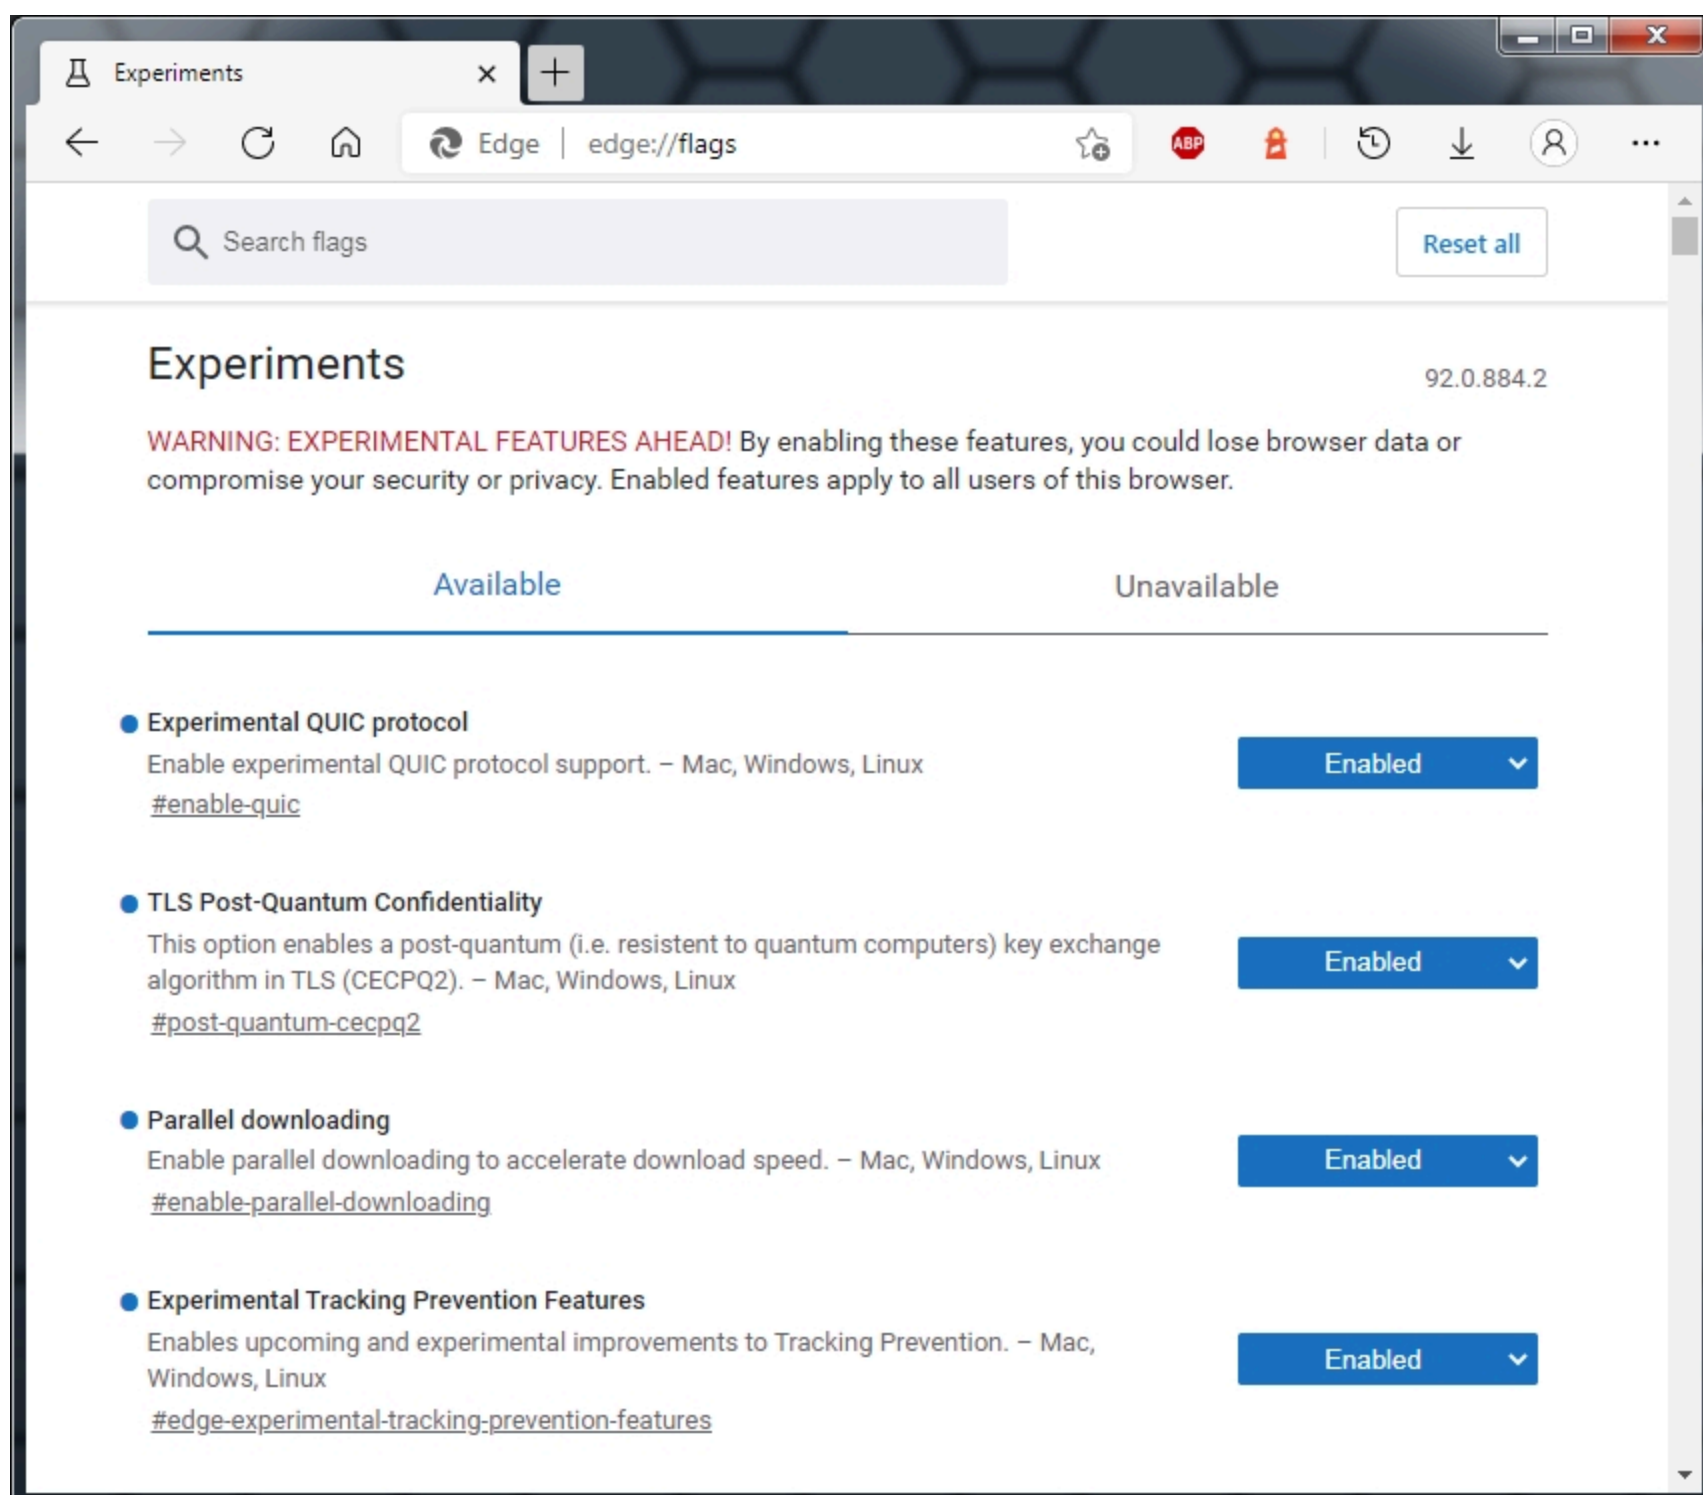 Experiments
Edge | edge://flags
ABP
Search flags
Reset all
Experiments
92.0.884.2
WARNING: EXPERIMENTAL FEATURES AHEAD! By enabling these features, you could lose browser data or
compromise your security or privacy. Enabled features apply to all users of this browser.
Available
Unavailable
Experimental QUIC protocol
Enable experimental QUIC protocol support. – Mac, Windows, Linux
Enabled
#enable-quic
TLS Post-Quantum Confidentiality
This option enables a post-quantum (i.e. resistent to quantum computers) key exchange
algorithm in TLS (CECPQ2). – Mac, Windows, Linux
Enabled
#post-quantum-cecpq2
Parallel downloading
Enable parallel downloading to accelerate download speed. – Mac, Windows, Linux
Enabled
#enable-parallel-downloading
Experimental Tracking Prevention Features
Enables upcoming and experimental improvements to Tracking Prevention. – Mac,
Windows, Linux
Enabled
#edge-experimental-tracking-prevention-features